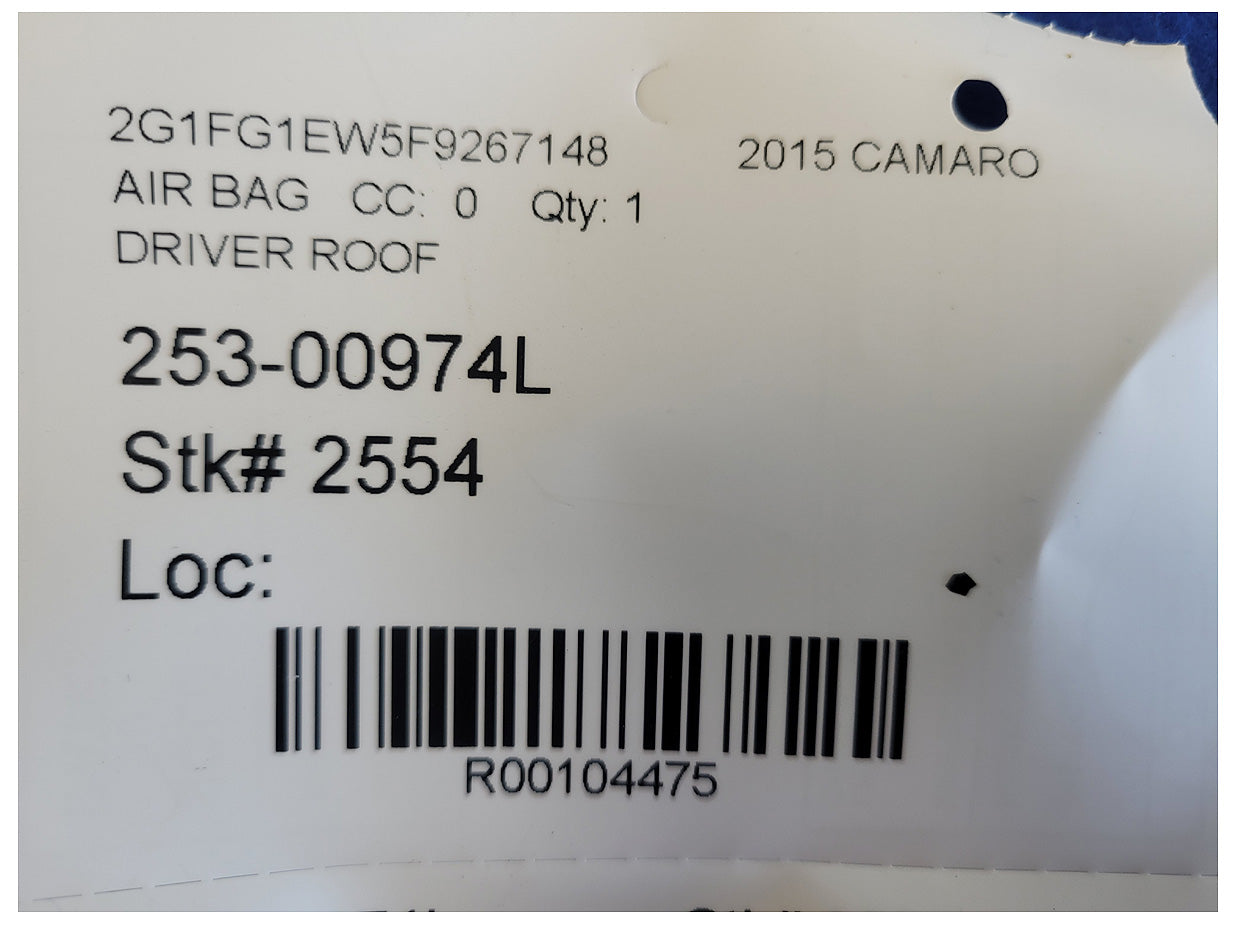 2G1FG1EW5F9267148 2015 CAMARO
AIR BAG CC: 0 Qty: 1
DRIVER ROOF
253-00974L
Stk# 2554
Loc:
R00104475